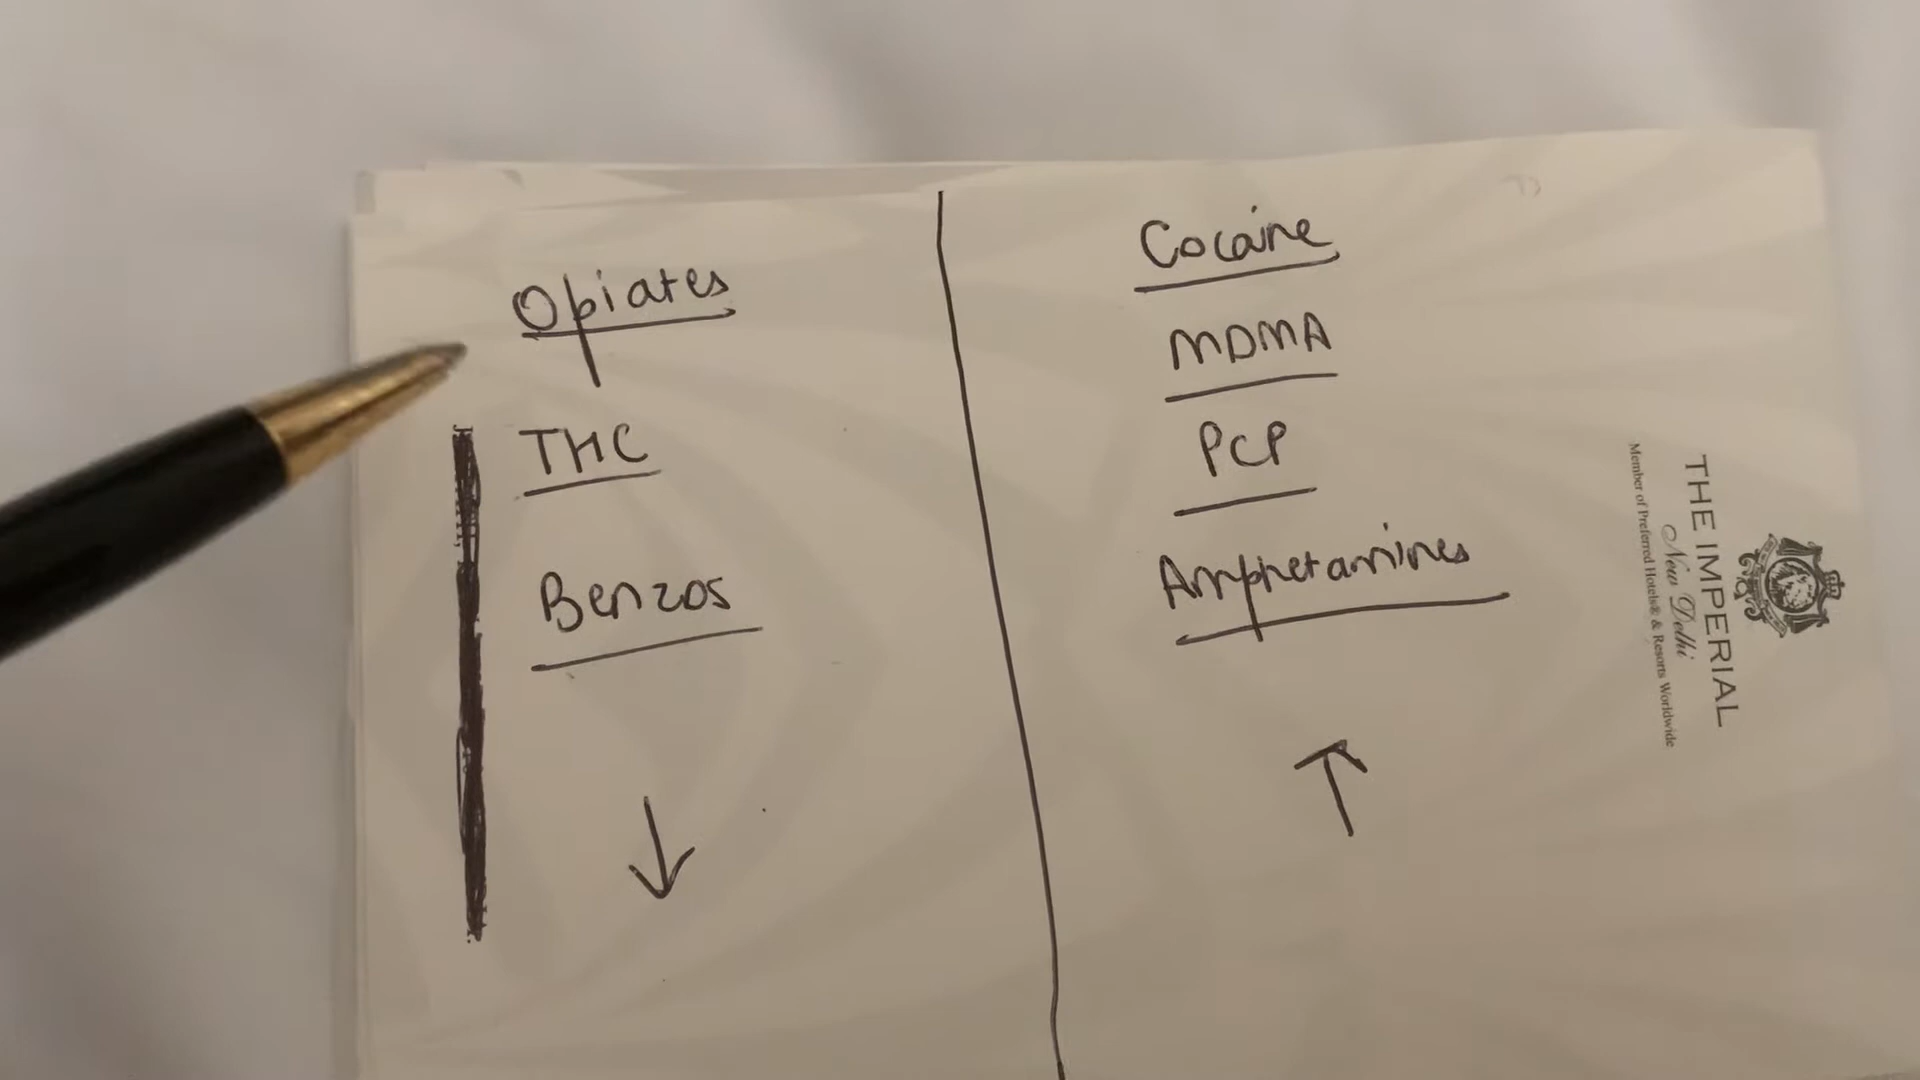 Opiates
THC
Benzos
Cocaine
MDMA
PCP
Amphetamines
THE IMPERIAL
New Delhi
Member of Preferred Hotels® & Resorts Worldwide